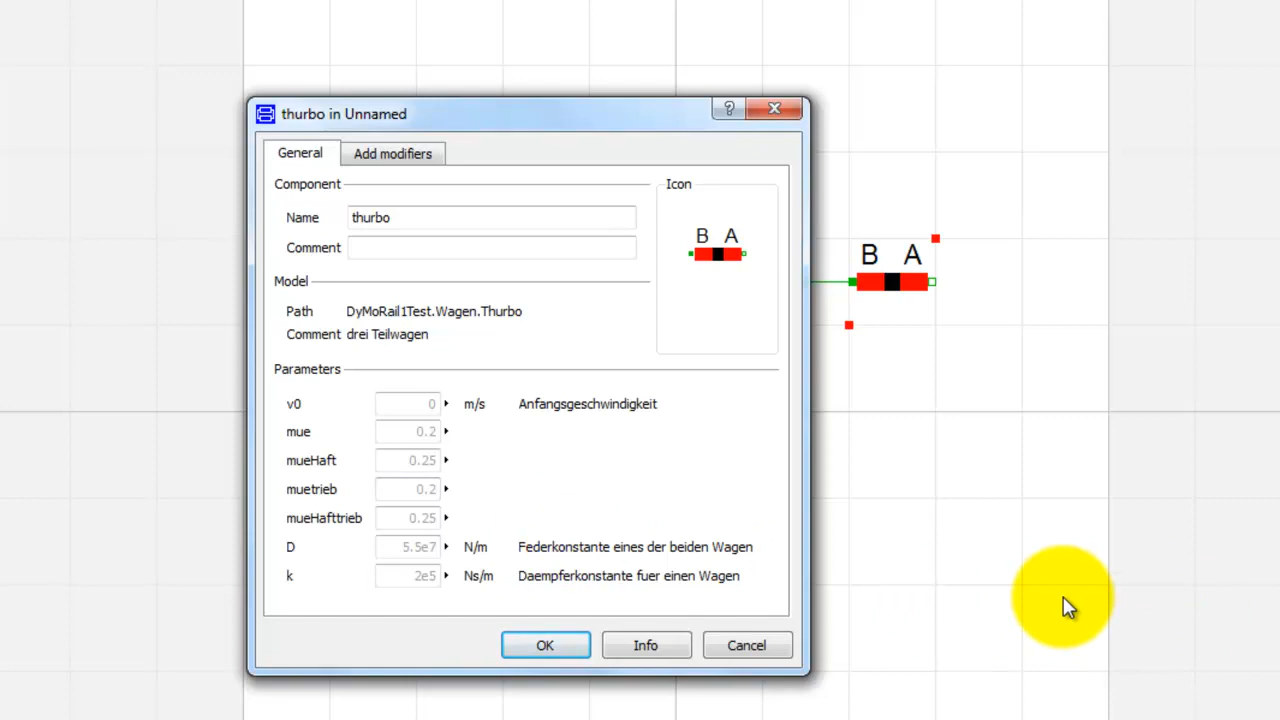 thurbo in Unnamed
?
General
Add modifiers
Component
Icon
Name thurbo
Comment
B A
Model
Path DyMoRail1Test.Wagen.Thurbo
Comment drei Teilwagen
Parameters
v0 0 m/s Anfangsgeschwindigkeit
mue 0.2
mueHaft 0.25
muetrieb 0.2
mueHafttrieb 0.25
D 5.5e7 N/m Federkonstante eines der beiden Wagen
k 2e5 Ns/m Daempferkonstante fuer einen Wagen
OK Info Cancel
B A